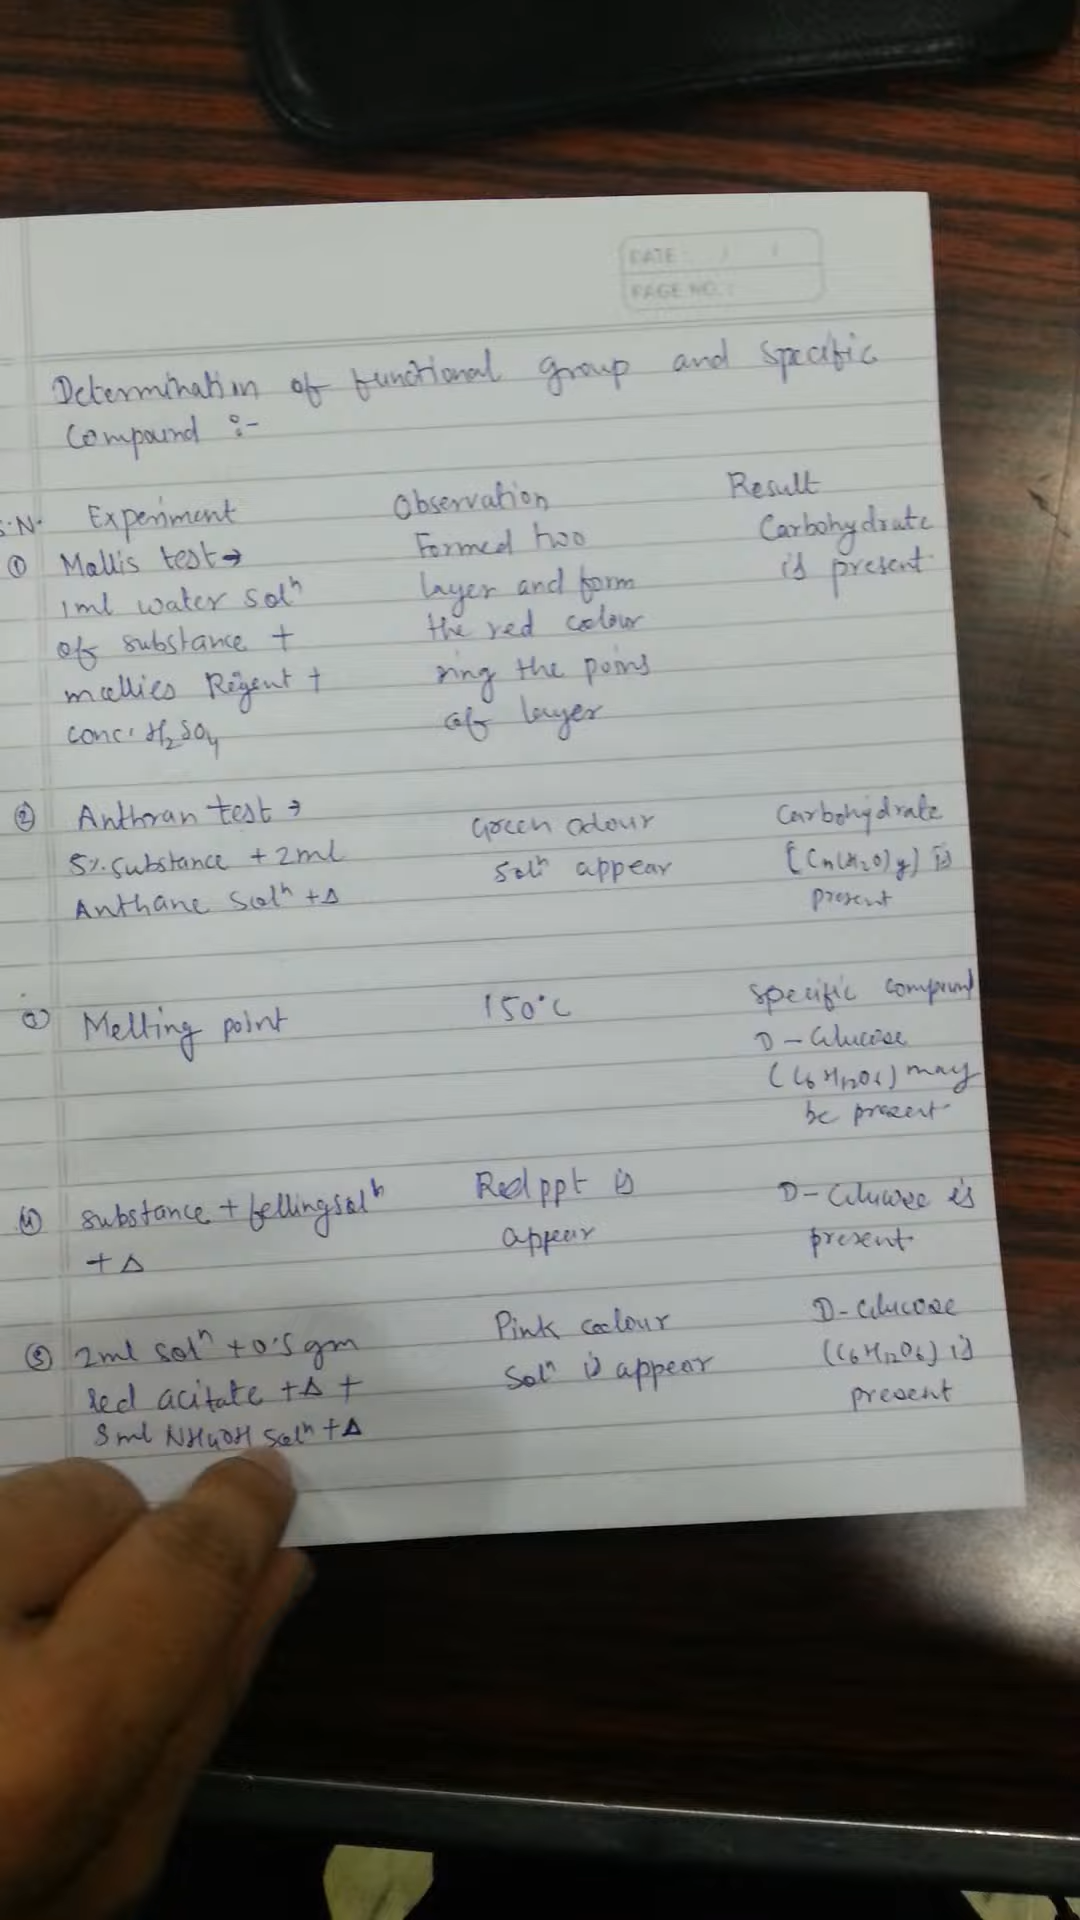 DATE : / /
PAGE NO. :
Determination of functional group and specific
Compound :-
S.N. Experiment Observation Result
① Mollis test → Formed two Carbohydrate
1ml water solⁿ layer and form is present
of substance + the red colour
mollies Regent + ring the poins
conc. H₂SO₄ of layer
② Anthran test → Green colour Carbohydrate
5% substance + 2ml solⁿ appear [Cn(H₂O)y] is
Anthane solⁿ + Δ present
③ Melting point 150°C specific compound
D - Glucose
(C₆H₁₂O₆) may
be present
④ substance + fellingsolⁿ Red ppt is D- Glucose is
+ Δ appear present
⑤ 2ml solⁿ + 0.5 gm Pink colour D- Glucose
led acitate + Δ + solⁿ is appear (C₆H₁₂O₆) is
3ml NH₄OH solⁿ + Δ present